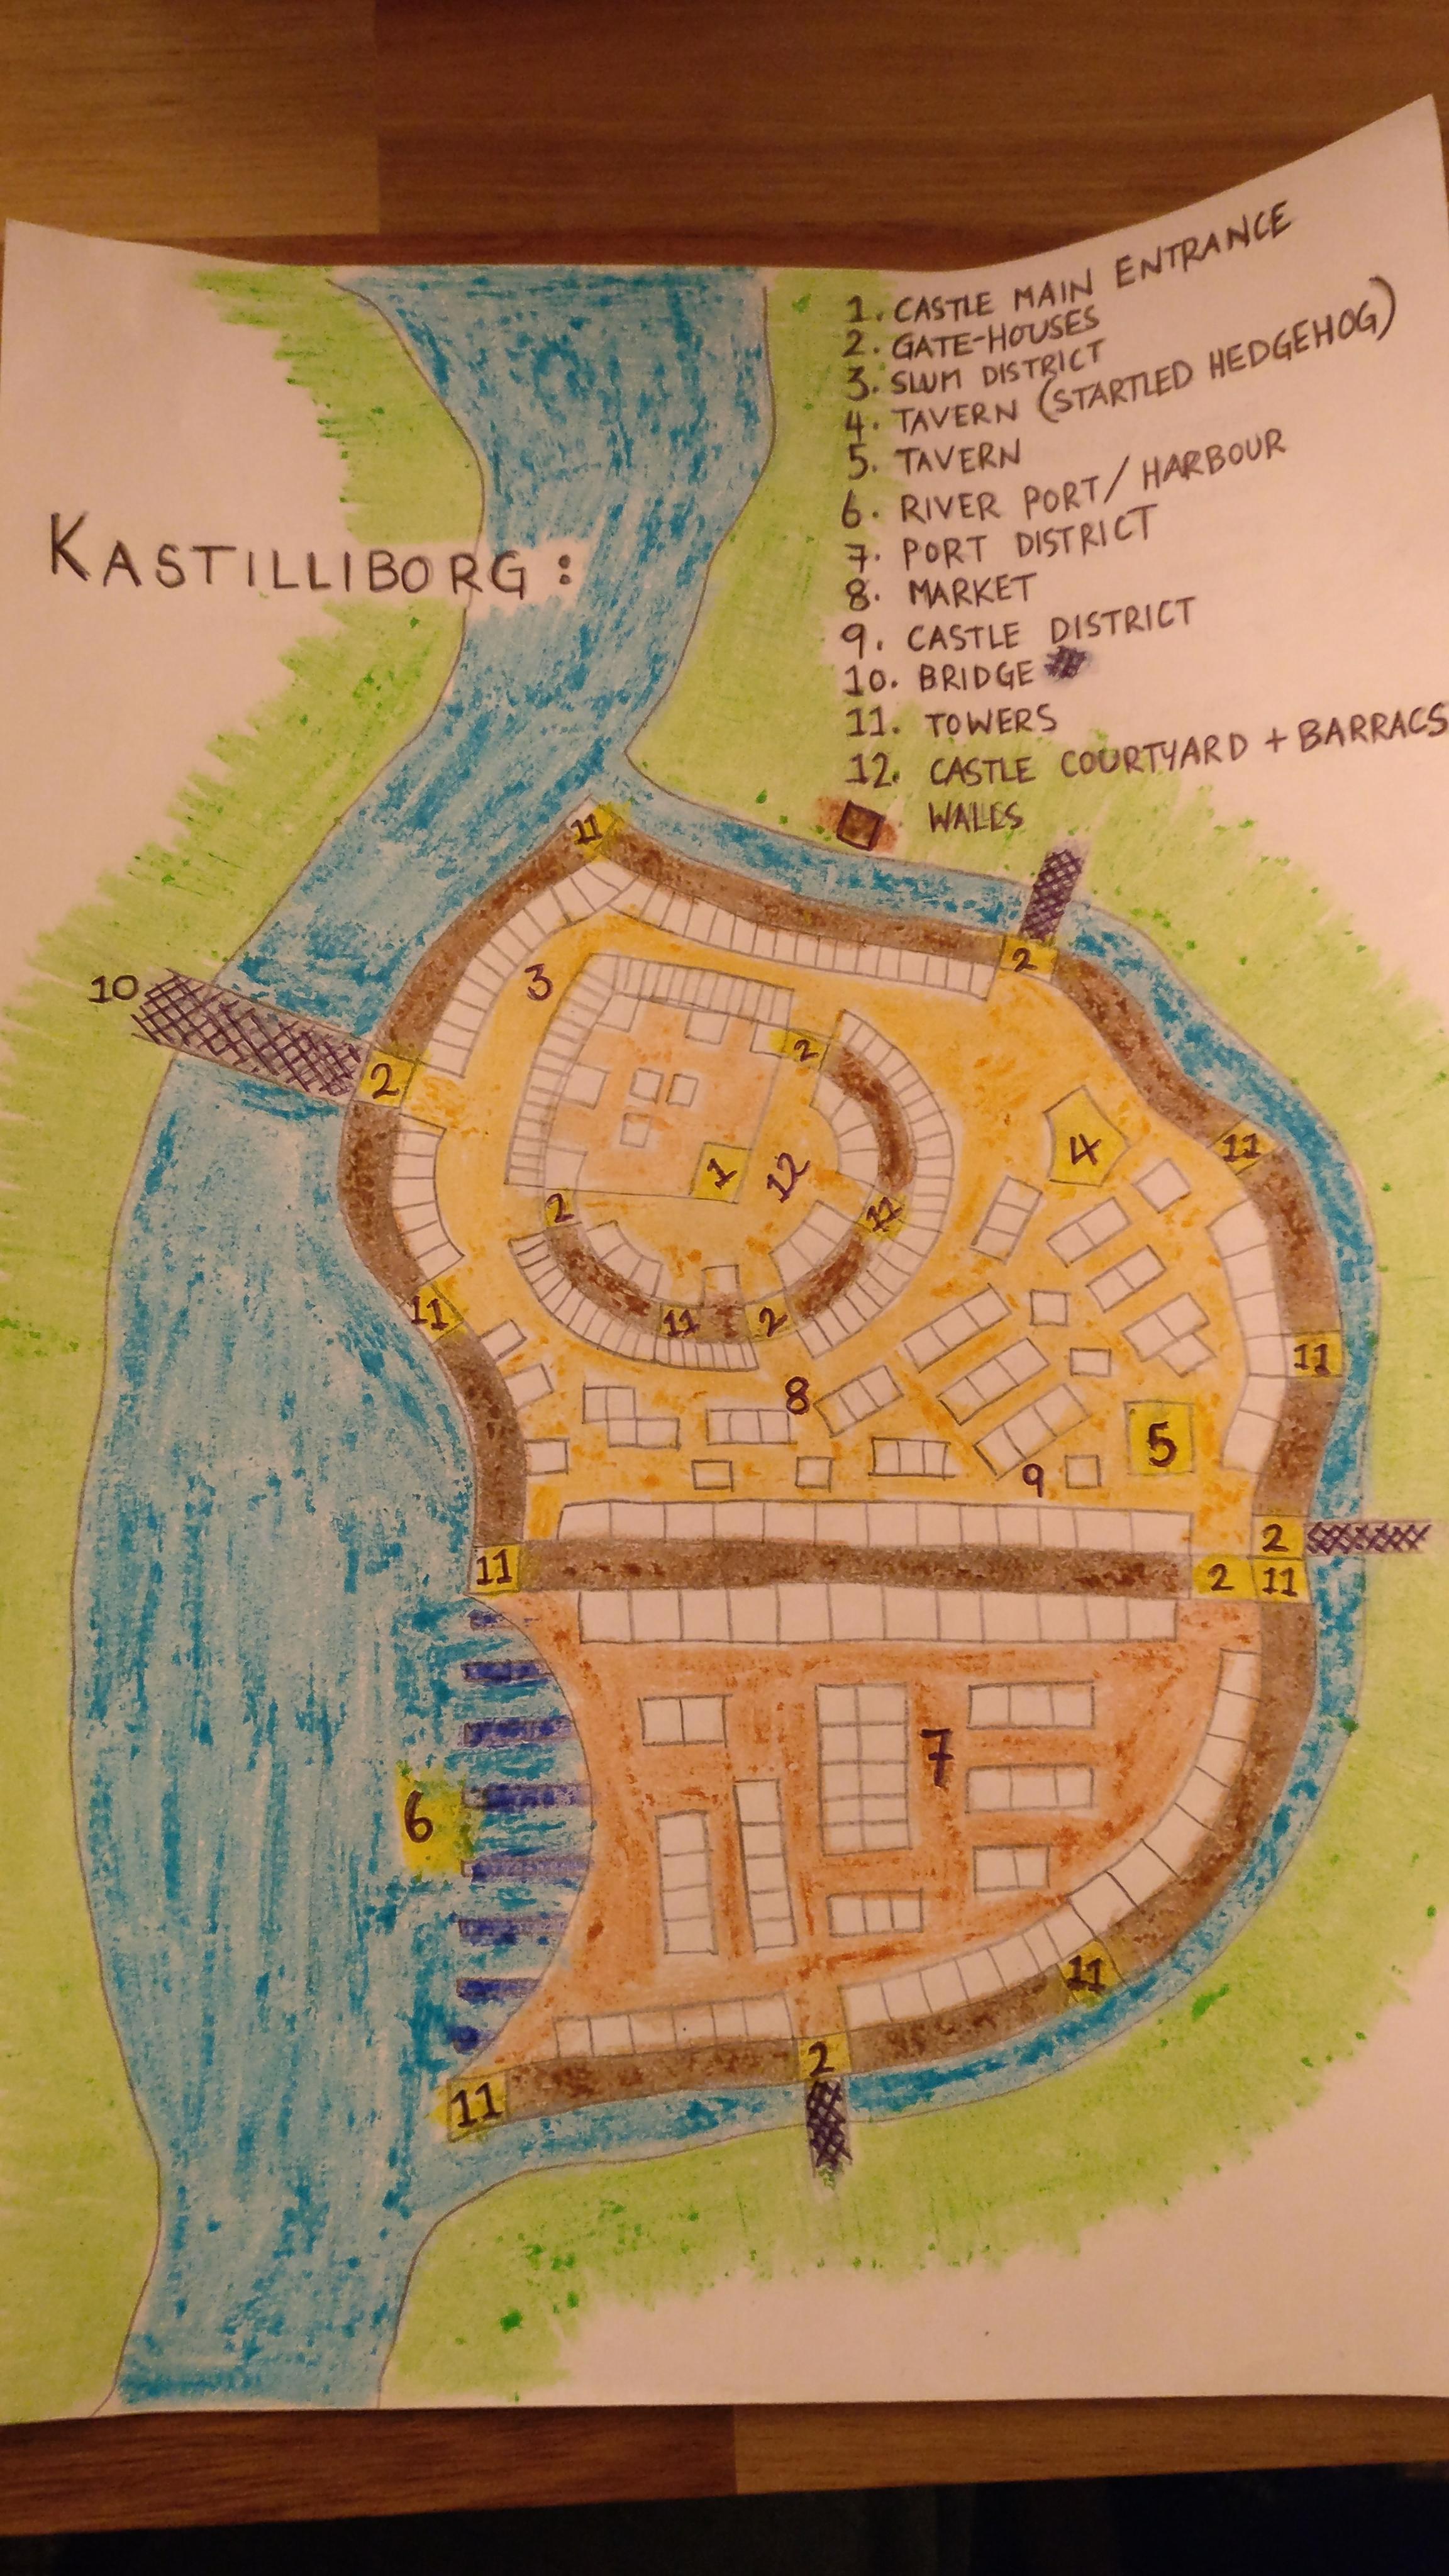 1. CASTLE MAIN ENTRANCE
2. GATE-HOUSES
3. SLUM DISTRICT
4. TAVERN (STARTLED HEDGEHOG)
5. TAVERN
6. RIVER PORT/HARBOUR
7. PORT DISTRICT
8. MARKET
9. CASTLE DISTRICT
10. BRIDGE
11. TOWERS
12. CASTLE COURTYARD + BARRACS
WALLS
KASTILLIBORG:
11
2
3
10
2
2
4
11
1
12
2
11
11
11
2
11
8
5
9
2
11
2
11
7
6
11
2
11